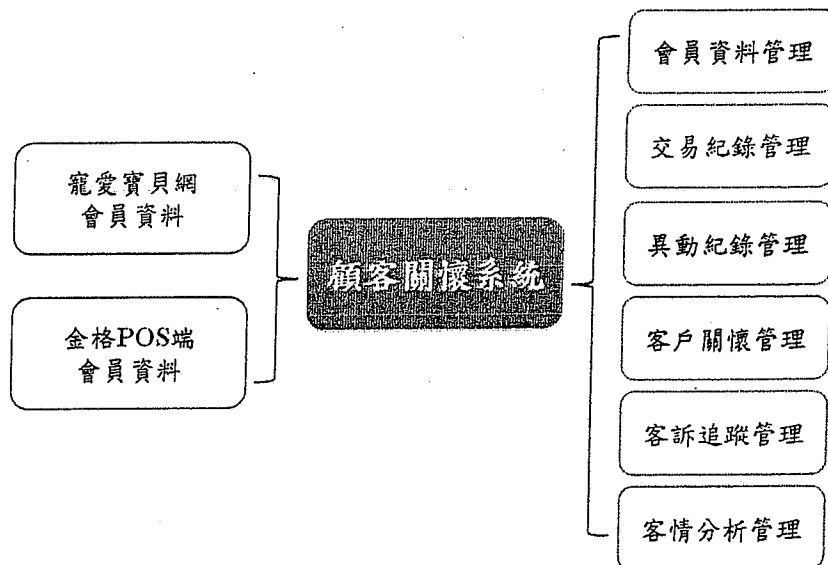 寵愛寶貝網
會員資料
金格POS端
會員資料
顧客關懷系統
會員資料管理
交易紀錄管理
異動紀錄管理
客戶關懷管理
客訴追蹤管理
客情分析管理